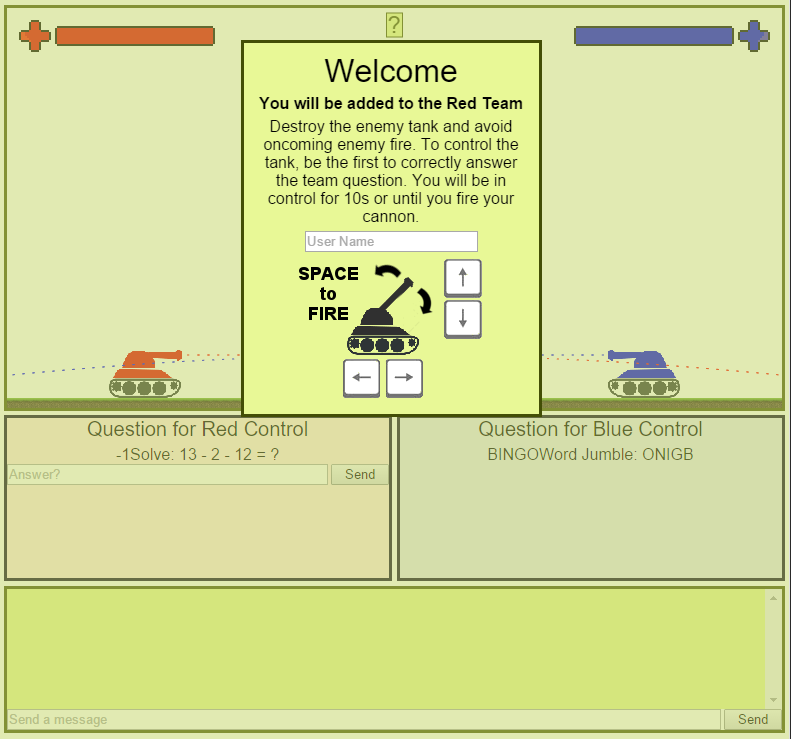 ?
Welcome
You will be added to the Red Team
Destroy the enemy tank and avoid
oncoming enemy fire. To control the
tank, be the first to correctly answer
the team question. You will be in
control for 10s or until you fire your
cannon.
User Name
SPACE
to
FIRE
↑
↓
← →
Question for Red Control
-1Solve: 13 - 2 - 12 = ?
Answer? Send
Question for Blue Control
BINGOWord Jumble: ONIGB
Send a message Send